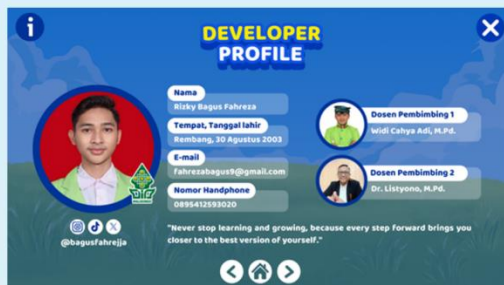 DEVELOPER
PROFILE
Nama
Rizky Bagus Fahreza
Tempat, Tanggal lahir
Rembang, 30 Agustus 2003
E-mail
fahrezabagus9@gmail.com
Nomor Handphone
0895412593020
@bagusfahrejja
Dosen Pembimbing 1
Widi Cahya Adi, M.Pd.
Dosen Pembimbing 2
Dr. Listyono, M.Pd.
"Never stop learning and growing, because every step forward brings you
closer to the best version of yourself."